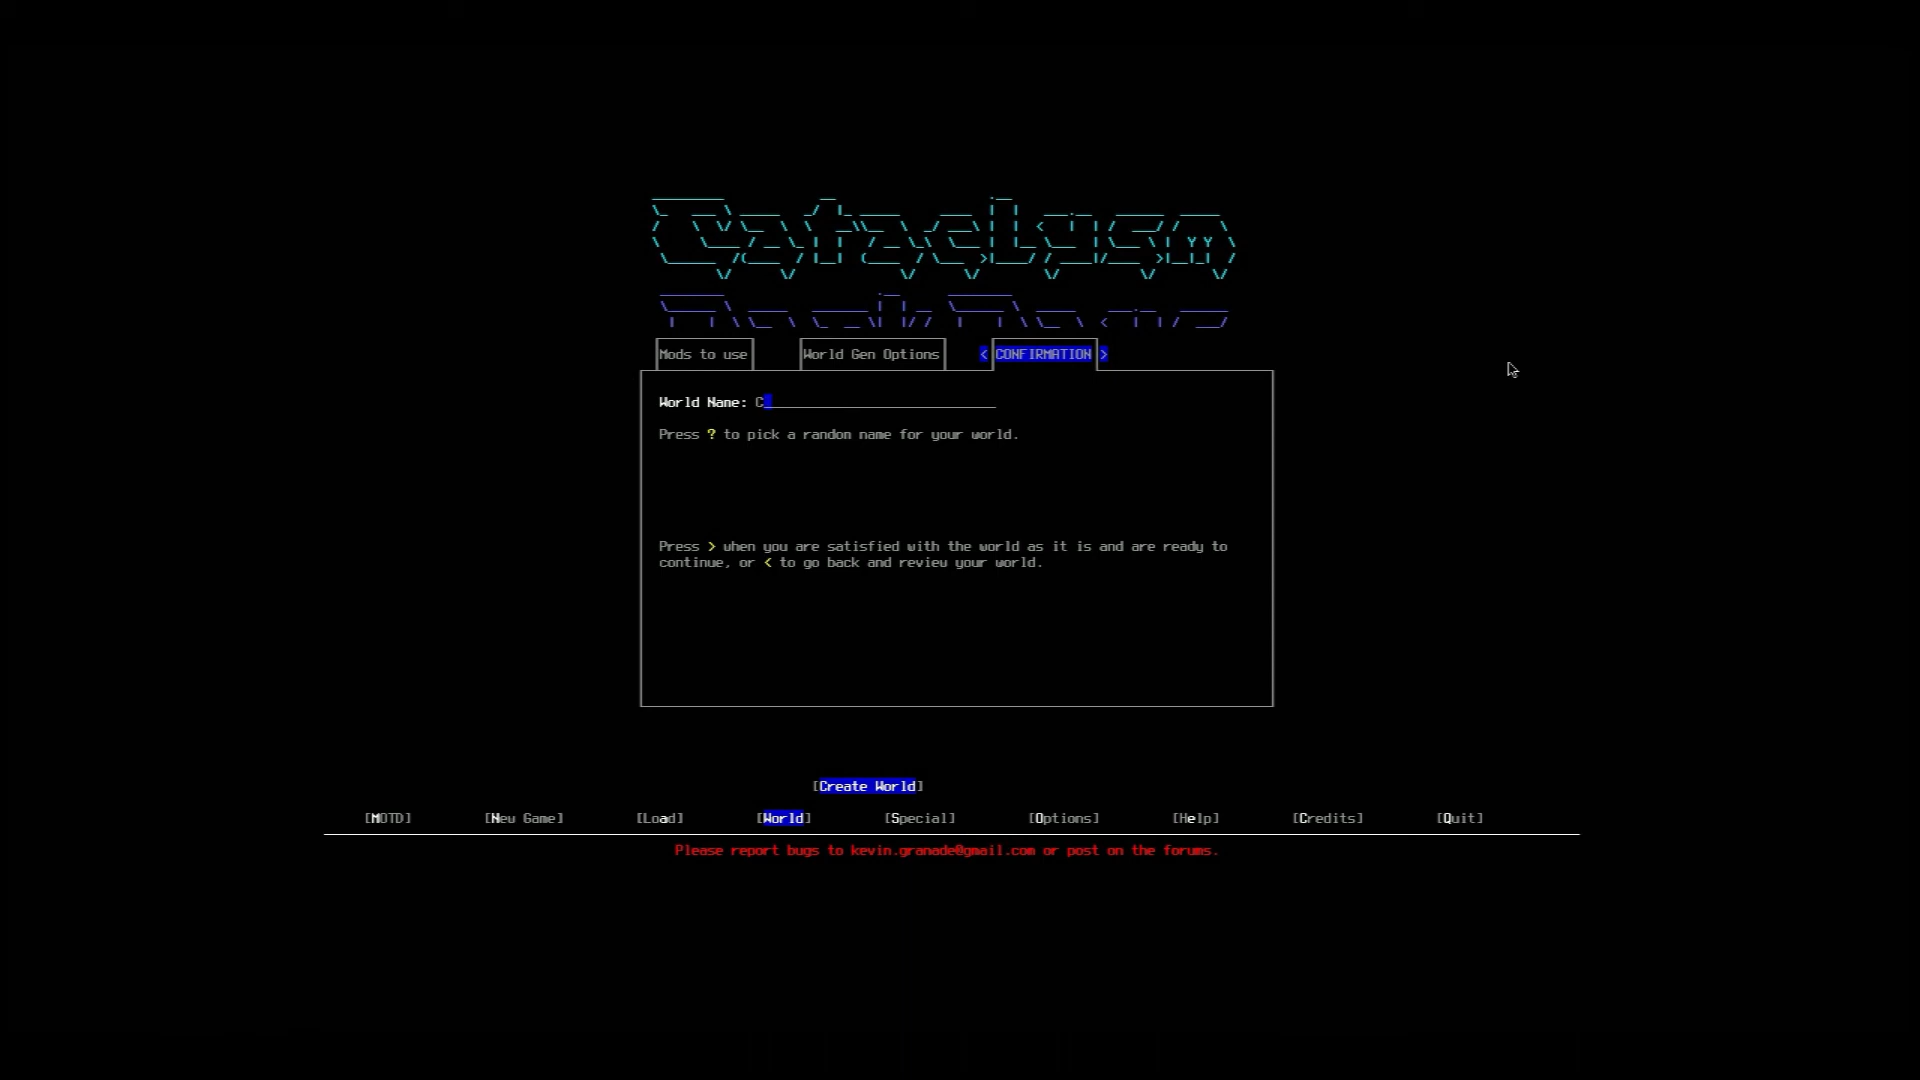 Cataclysm
Mods to use World Gen Options < CONFIRMATION >
World Name: C
Press ? to pick a random name for your world.
Press > when you are satisfied with the world as it is and are ready to
continue, or < to go back and review your world.
[Create World]
[MOTD] [New Game] [Load] [World] [Special] [Options] [Help] [Credits] [Quit]
Please report bugs to kevin.granade@gmail.com or post on the forums.